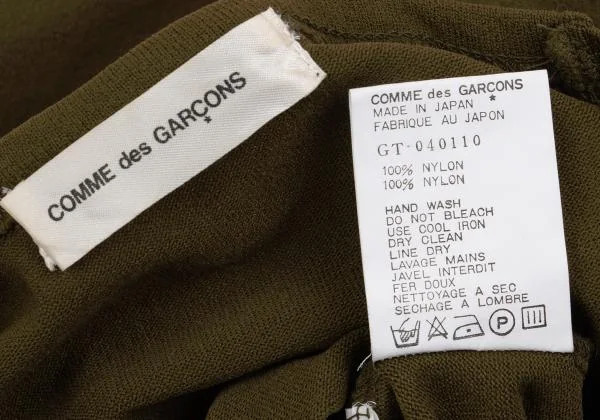 COMME des GARÇONS
*
COMME des GARCONS
*
MADE IN JAPAN
FABRIQUE AU JAPON
GT-040110
100% NYLON
100% NYLON
HAND WASH
DO NOT BLEACH
USE COOL IRON
DRY CLEAN
LINE DRY
LAVAGE MAINS
JAVEL INTERDIT
FER DOUX
NETTOYAGE A SEC
SECHAGE A LOMBRE
P